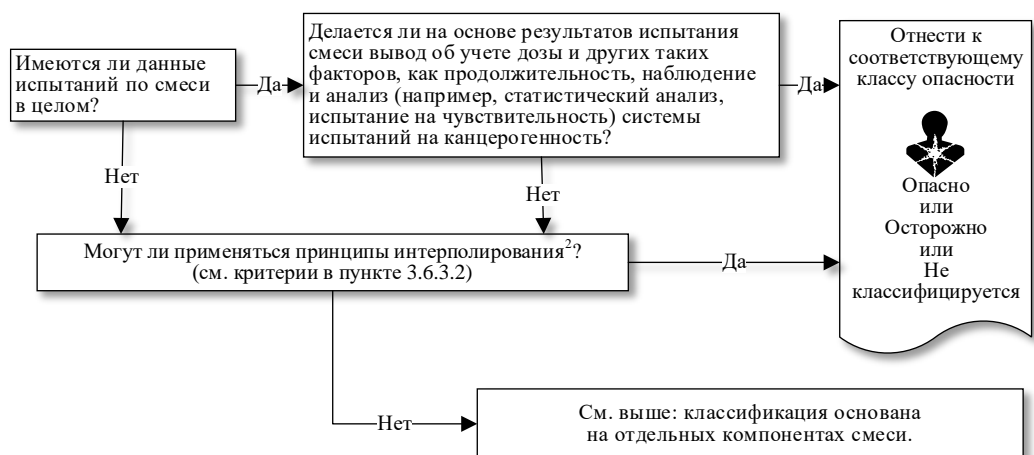 Имеются ли данные
испытаний по смеси
в целом?
Да
Делается ли на основе результатов испытания
смеси вывод об учете дозы и других таких
факторов, как продолжительность, наблюдение
и анализ (например, статистический анализ,
испытание на чувствительность) системы
испытаний на канцерогенность?
Да
Отнести к
соответствующему
классу опасности
Опасно
или
Осторожно
или
Не
классифицируется
Нет
Нет
Могут ли применяться принципы интерполирования²?
(см. критерии в пункте 3.6.3.2)
Да
Нет
См. выше: классификация основана
на отдельных компонентах смеси.